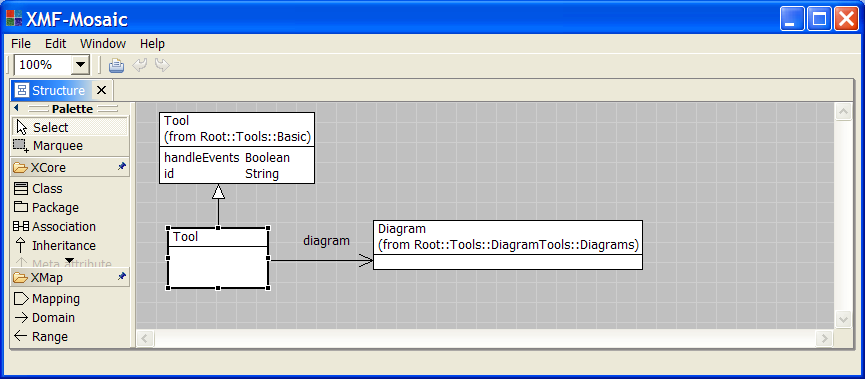 XMF-Mosaic
File Edit Window Help
100%
Structure
Palette
Select
Marquee
XCore
Class
Package
Association
Inheritance
Meta attribute
XMap
Mapping
Domain
Range
Tool
(from Root::Tools::Basic)
handleEvents Boolean
id String
Tool
diagram
Diagram
(from Root::Tools::DiagramTools::Diagrams)